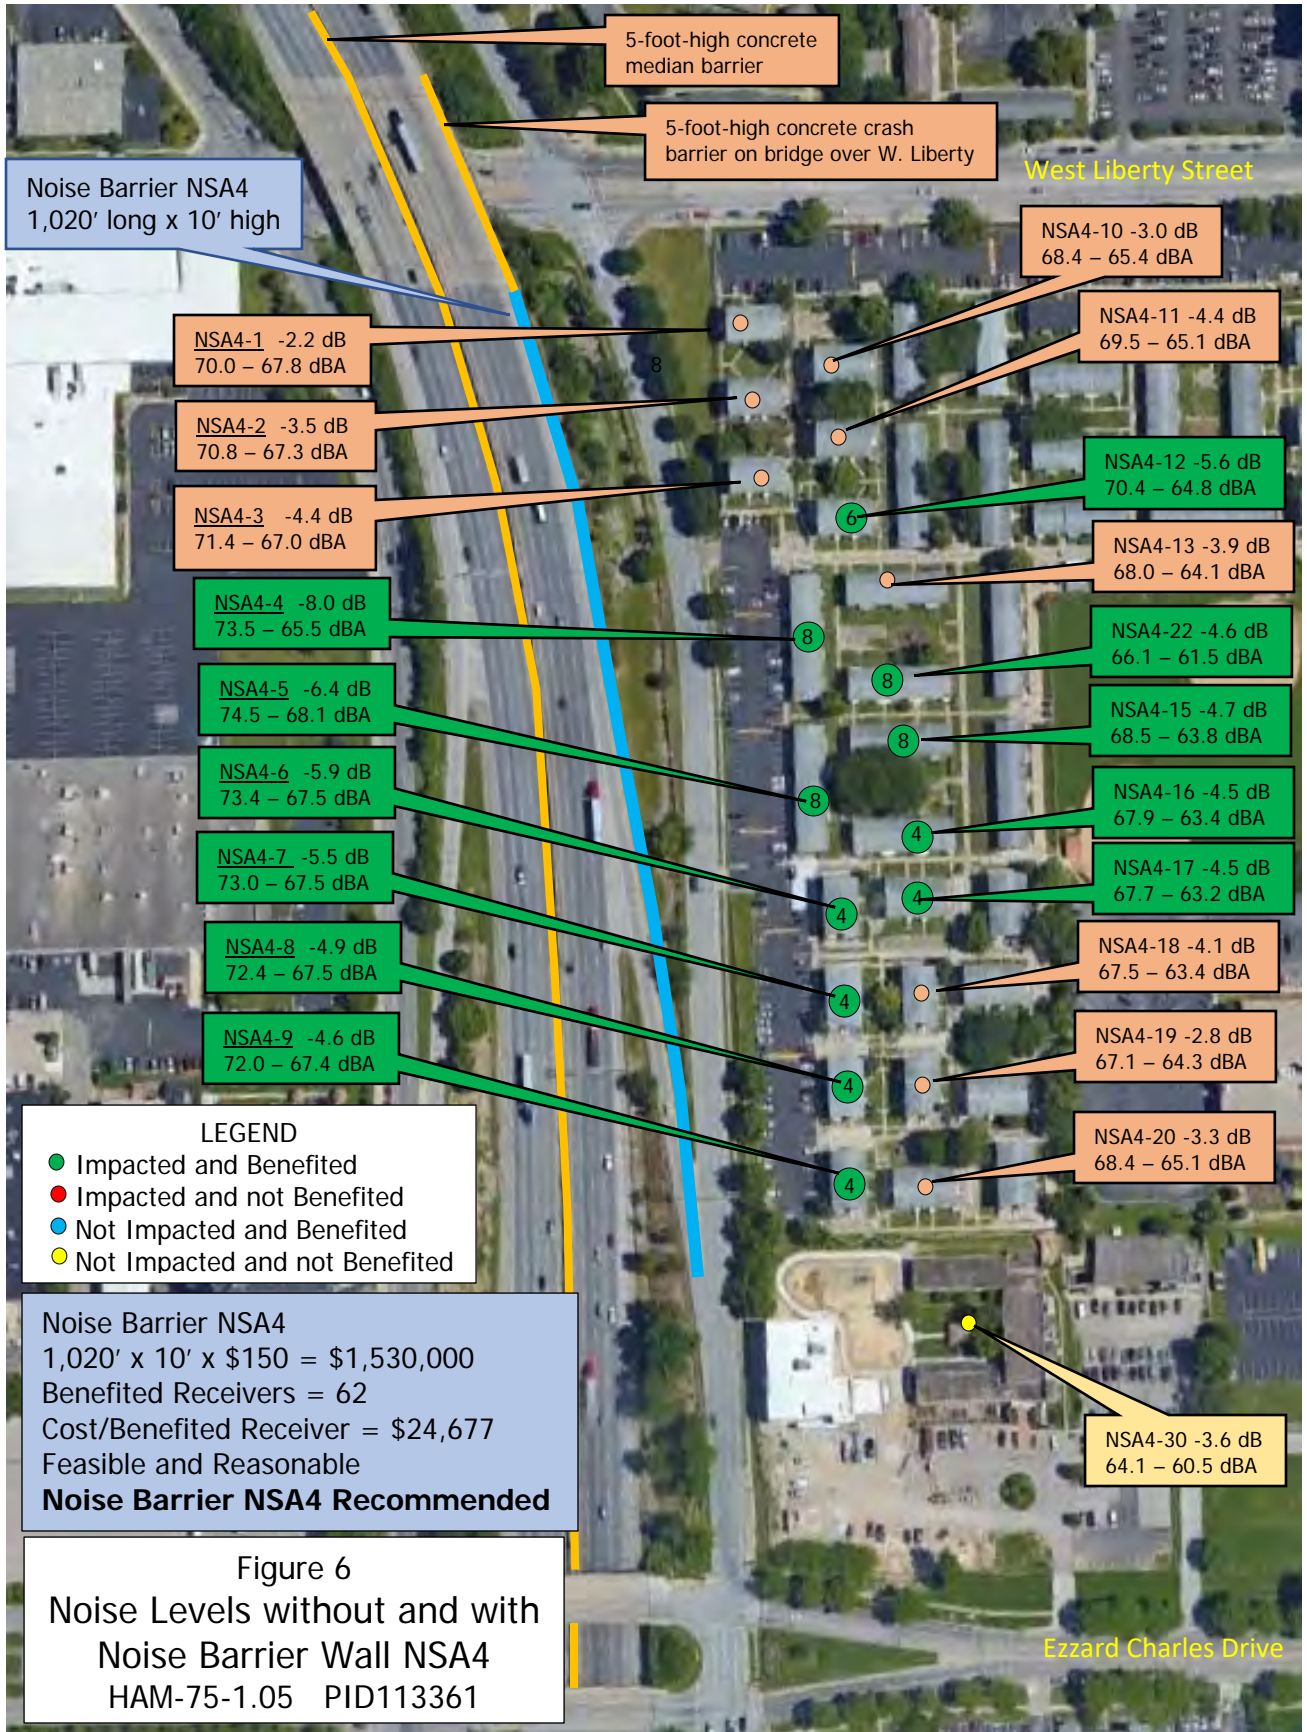 5-foot-high concrete
median barrier
5-foot-high concrete crash
barrier on bridge over W. Liberty
West Liberty Street
Noise Barrier NSA4
1,020' long x 10' high
NSA4-10 -3.0 dB
68.4 – 65.4 dBA
NSA4-11 -4.4 dB
69.5 – 65.1 dBA
NSA4-1 -2.2 dB
70.0 – 67.8 dBA
8
NSA4-2 -3.5 dB
70.8 – 67.3 dBA
NSA4-12 -5.6 dB
70.4 – 64.8 dBA
NSA4-3 -4.4 dB
71.4 – 67.0 dBA
6
NSA4-13 -3.9 dB
68.0 – 64.1 dBA
NSA4-4 -8.0 dB
73.5 – 65.5 dBA
8
NSA4-22 -4.6 dB
66.1 – 61.5 dBA
8
NSA4-5 -6.4 dB
74.5 – 68.1 dBA
NSA4-15 -4.7 dB
68.5 – 63.8 dBA
8
NSA4-6 -5.9 dB
73.4 – 67.5 dBA
8
NSA4-16 -4.5 dB
67.9 – 63.4 dBA
4
NSA4-7 -5.5 dB
73.0 – 67.5 dBA
NSA4-17 -4.5 dB
67.7 – 63.2 dBA
4
4
NSA4-8 -4.9 dB
72.4 – 67.5 dBA
NSA4-18 -4.1 dB
67.5 – 63.4 dBA
4
NSA4-9 -4.6 dB
72.0 – 67.4 dBA
NSA4-19 -2.8 dB
67.1 – 64.3 dBA
4
NSA4-20 -3.3 dB
68.4 – 65.1 dBA
4
LEGEND
Impacted and Benefited
Impacted and not Benefited
Not Impacted and Benefited
Not Impacted and not Benefited
Noise Barrier NSA4
1,020' x 10' x $150 = $1,530,000
Benefited Receivers = 62
Cost/Benefited Receiver = $24,677
Feasible and Reasonable
Noise Barrier NSA4 Recommended
NSA4-30 -3.6 dB
64.1 – 60.5 dBA
Figure 6
Noise Levels without and with
Noise Barrier Wall NSA4
HAM-75-1.05 PID113361
Ezzard Charles Drive